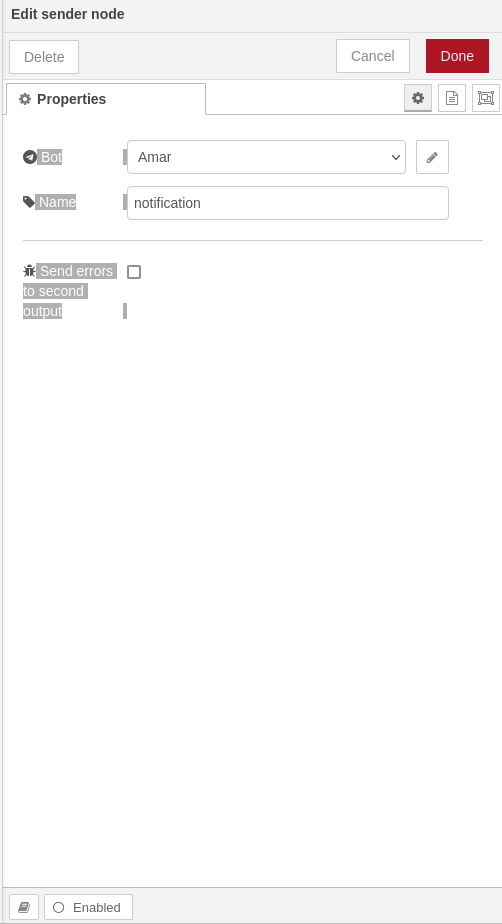 Edit sender node
Delete
Cancel
Done
Properties
Bot
Amar
Name
notification
Send errors
to second
output
Enabled